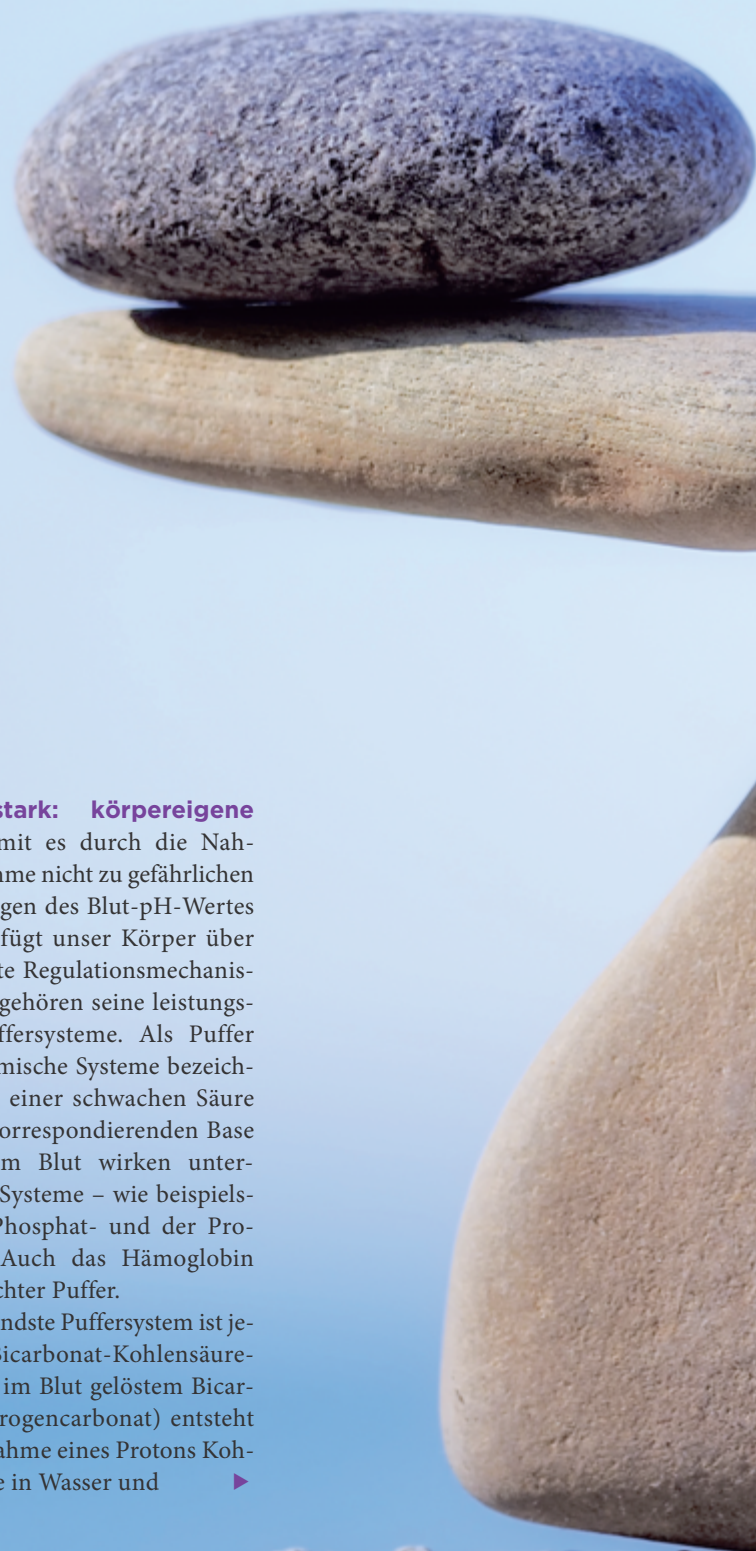 stark: körpereigene
mit es durch die Nah-
me nicht zu gefährlichen
gen des Blut-pH-Wertes
fügt unser Körper über
te Regulationsmechanis-
gehören seine leistungs-
ffersysteme. Als Puffer
mische Systeme bezeich-
einer schwachen Säure
orrespondierenden Base
m Blut wirken unter-
Systeme – wie beispiels-
Phosphat- und der Pro-
Auch das Hämoglobin
chter Puffer.
ndste Puffersystem ist je-
Bicarbonat-Kohlensäure-
im Blut gelöstem Bicar-
rogencarbonat) entsteht
ahme eines Protons Koh-
e in Wasser und